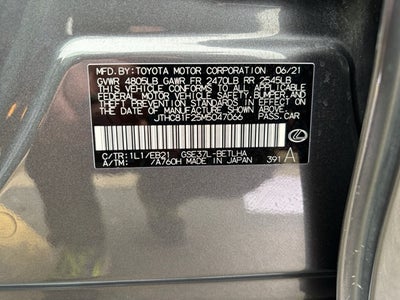 MFD.BY:TOYOTA MOTOR CORPORATION 06/21
GVWR 4805LB GAWR FR 2470LB RR 2545LB
THIS VEHICLE CONFORMS TO ALL APPLICABLE
FEDERAL MOTOR VEHICLE SAFETY, BUMPER, AND
THEFT PREVENTION STANDARDS IN EFFECT ON
THE DATE OF MANUFACTURE SHOWN ABOVE.
JTHC81F25M5047066 PASS.CAR
C/TR:1L1/EB21 GSE37L-BETLHA
A/TM: /A760H MADE IN JAPAN 391 A